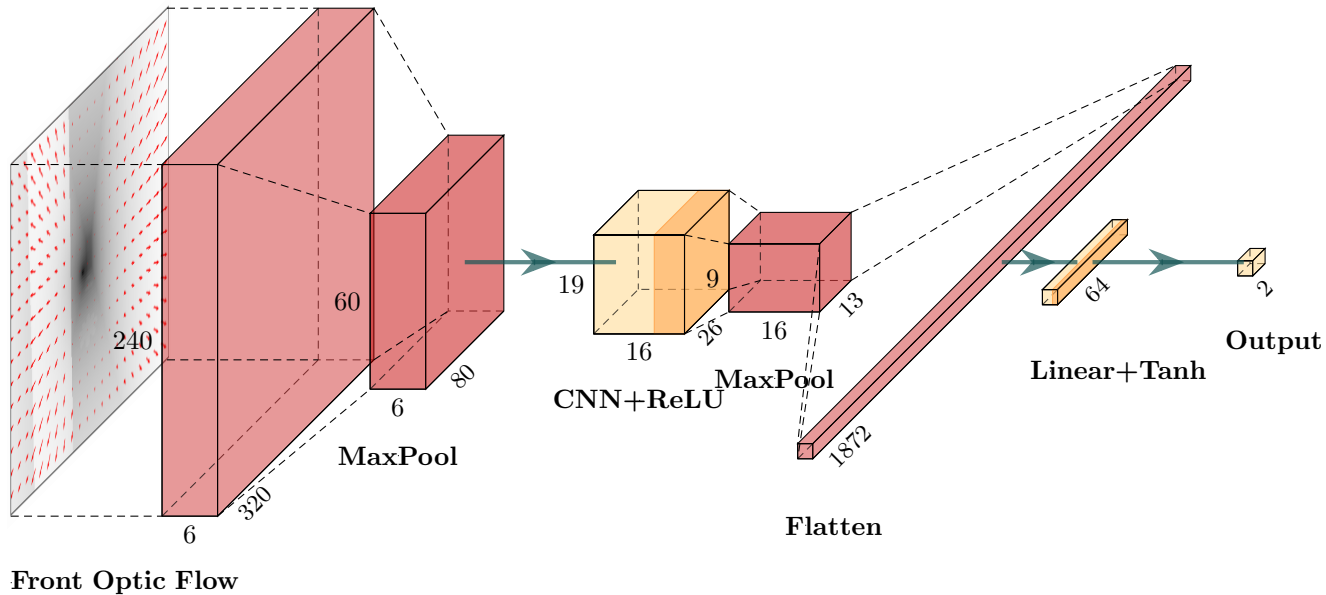 240
6
320
Front Optic Flow
60
6
80
MaxPool
19
16
26
CNN+ReLU
9
16
13
MaxPool
1872
Flatten
64
Linear+Tanh
2
Output